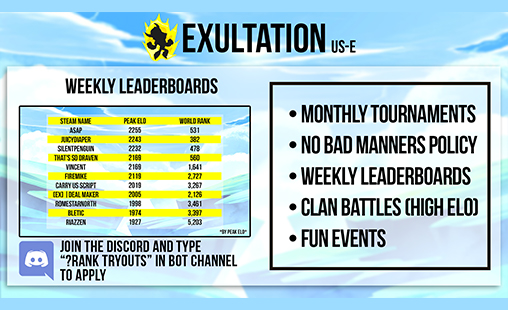 EXULTATION US-E
WEEKLY LEADERBOARDS
STEAM NAME PEAK ELO WORLD RANK
ASAP 2255 531
JUICYDIAPER 2243 382
SILENTPENGUIN 2232 478
THAT'S SO DRAVEN 2169 560
VINCENT 2169 1,641
FIREMIKE 2119 2,727
CARRY US SCRIPT 2018 3,267
(EX) | DEAL MAKER 2005 2,126
ROMESTARNORTH 1998 3,461
BLETIC 1974 3,397
RIAZZEN 1927 5,203
*BY PEAK ELO*
JOIN THE DISCORD AND TYPE
“?RANK TRYOUTS” IN BOT CHANNEL
TO APPLY
• MONTHLY TOURNAMENTS
• NO BAD MANNERS POLICY
• WEEKLY LEADERBOARDS
• CLAN BATTLES (HIGH ELO)
• FUN EVENTS